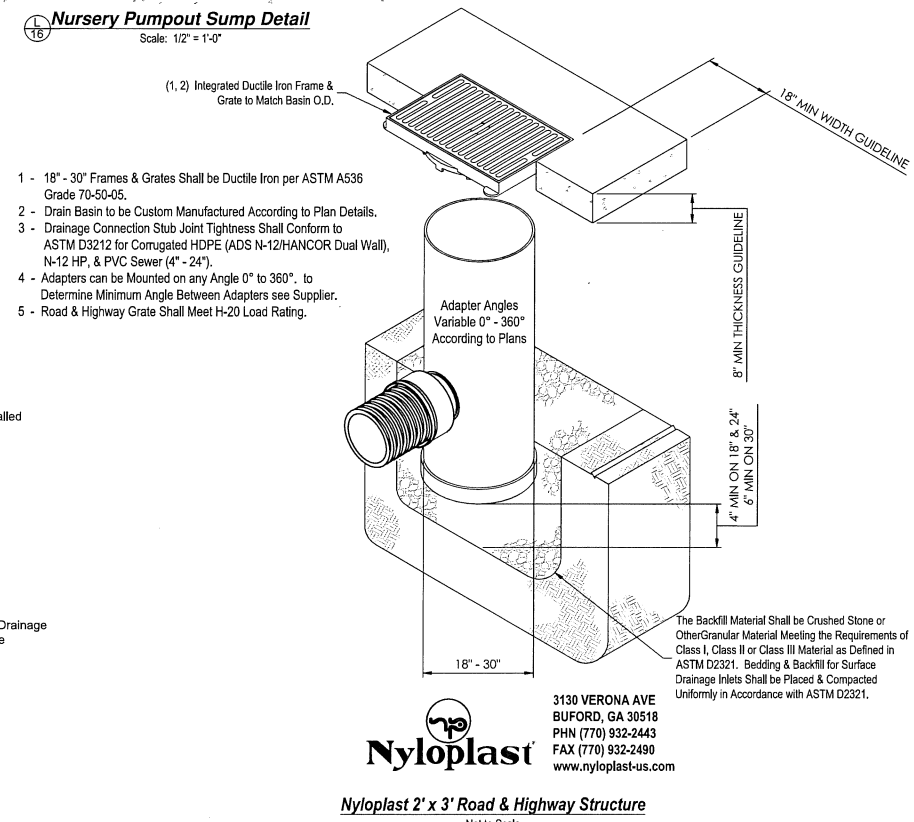 L
16
Nursery Pumpout Sump Detail
Scale: 1/2" = 1'-0"
(1, 2) Integrated Ductile Iron Frame &
Grate to Match Basin O.D.
18" MIN WIDTH GUIDELINE
1 - 18" - 30" Frames & Grates Shall be Ductile Iron per ASTM A536
Grade 70-50-05.
2 - Drain Basin to be Custom Manufactured According to Plan Details.
3 - Drainage Connection Stub Joint Tightness Shall Conform to
ASTM D3212 for Corrugated HDPE (ADS N-12/HANCOR Dual Wall),
N-12 HP, & PVC Sewer (4" - 24").
4 - Adapters can be Mounted on any Angle 0° to 360°. to
Determine Minimum Angle Between Adapters see Supplier.
5 - Road & Highway Grate Shall Meet H-20 Load Rating.
8" MIN THICKNESS GUIDELINE
Adapter Angles
Variable 0° - 360°
According to Plans
alled
4" MIN ON 18" & 24"
6" MIN ON 30"
Drainage
e
The Backfill Material Shall be Crushed Stone or
OtherGranular Material Meeting the Requirements of
Class I, Class II or Class III Material as Defined in
ASTM D2321. Bedding & Backfill for Surface
Drainage Inlets Shall be Placed & Compacted
Uniformly in Accordance with ASTM D2321.
18" - 30"
Nyloplast
3130 VERONA AVE
BUFORD, GA 30518
PHN (770) 932-2443
FAX (770) 932-2490
www.nyloplast-us.com
Nyloplast 2' x 3' Road & Highway Structure
Not to Scale